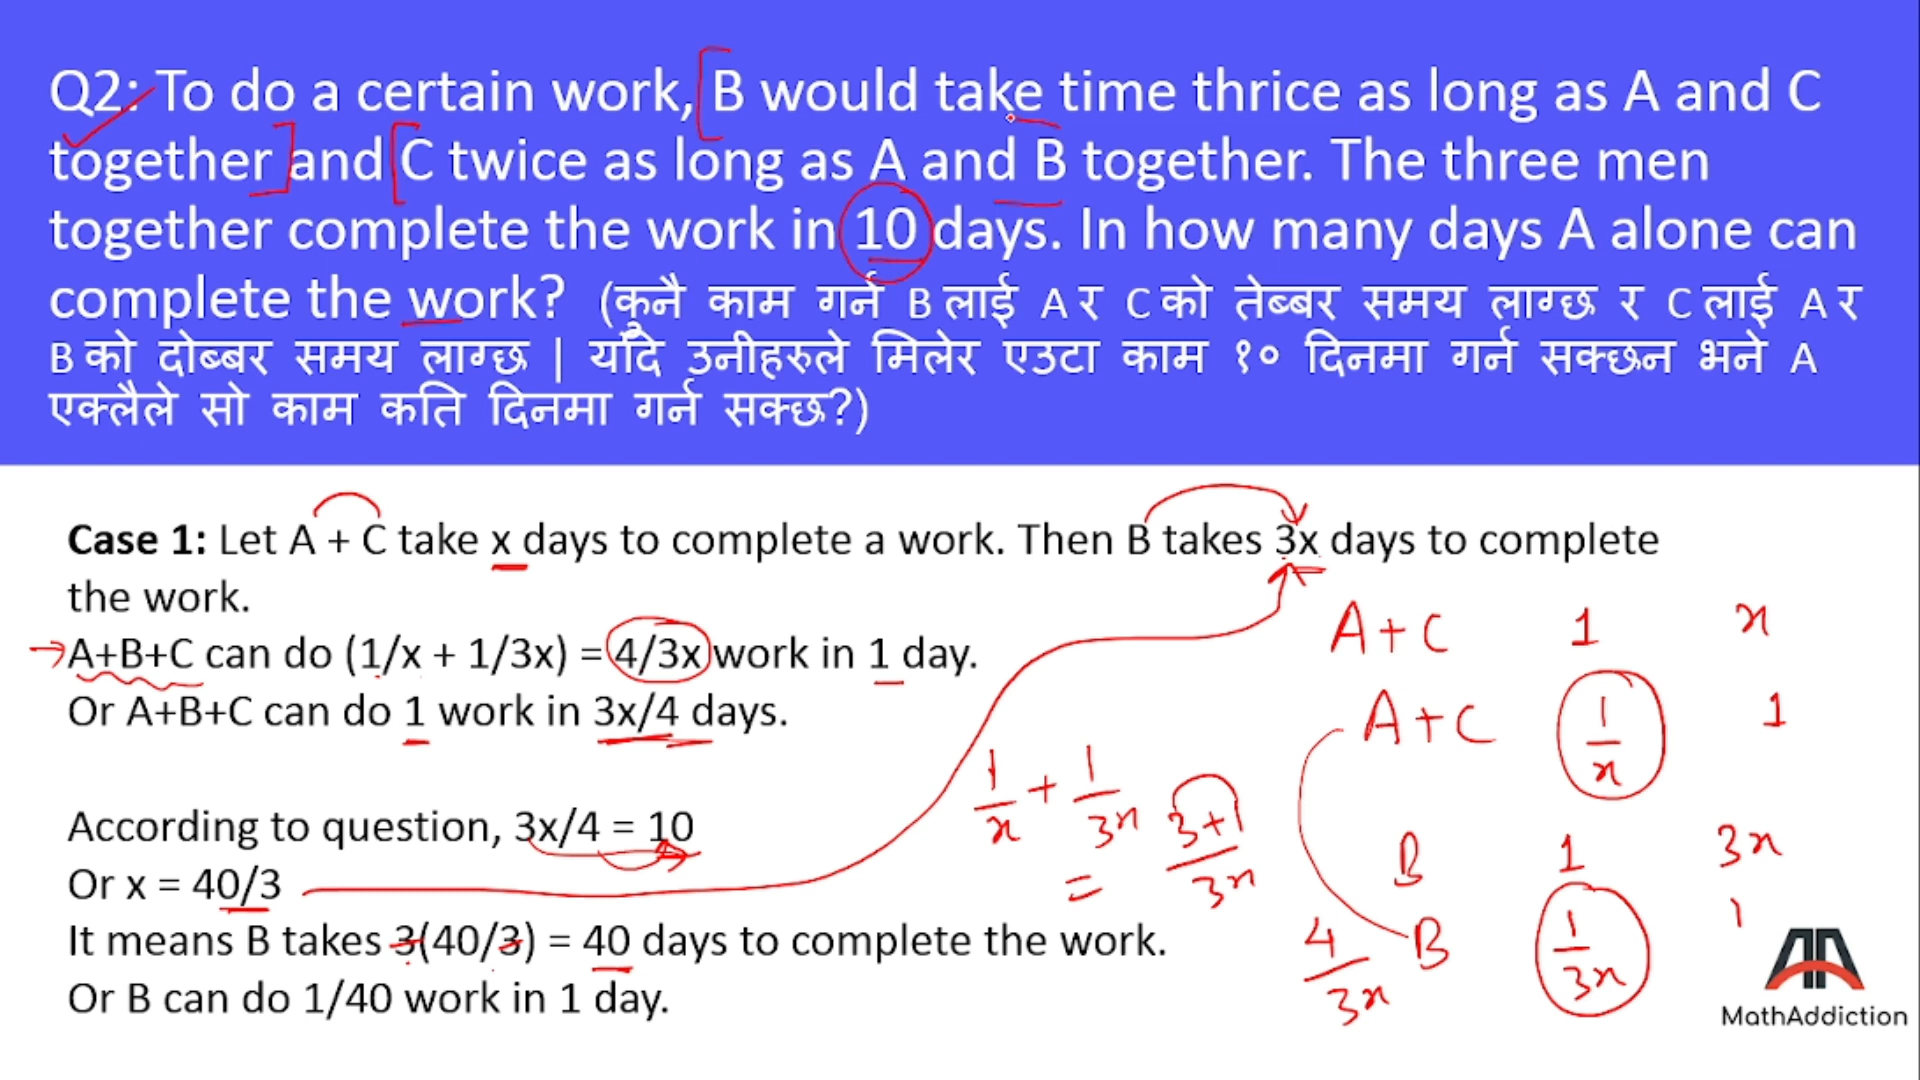 Q2: To do a certain work, B would take time thrice as long as A and C
together and C twice as long as A and B together. The three men
together complete the work in 10 days. In how many days A alone can
complete the work? (कुनै काम गर्न B लाई A र C को तेब्बर समय लाग्छ र C लाई A र
B को दोब्बर समय लाग्छ | यदि उनीहरुले मिलेर एउटा काम १० दिनमा गर्न सक्छन भने A
एक्लैले सो काम कति दिनमा गर्न सक्छ?)
Case 1: Let A + C take x days to complete a work. Then B takes 3x days to complete
the work.
A+B+C can do (1/x + 1/3x) = 4/3x work in 1 day.
Or A+B+C can do 1 work in 3x/4 days.
According to question, 3x/4 = 10
Or x = 40/3
It means B takes 3(40/3) = 40 days to complete the work.
Or B can do 1/40 work in 1 day.
A+C 1 x
A+C 1/x 1
1/x + 1/3x
= 3+1/3x
4/3x
B 1 3x
B 1/3x 1
MathAddiction